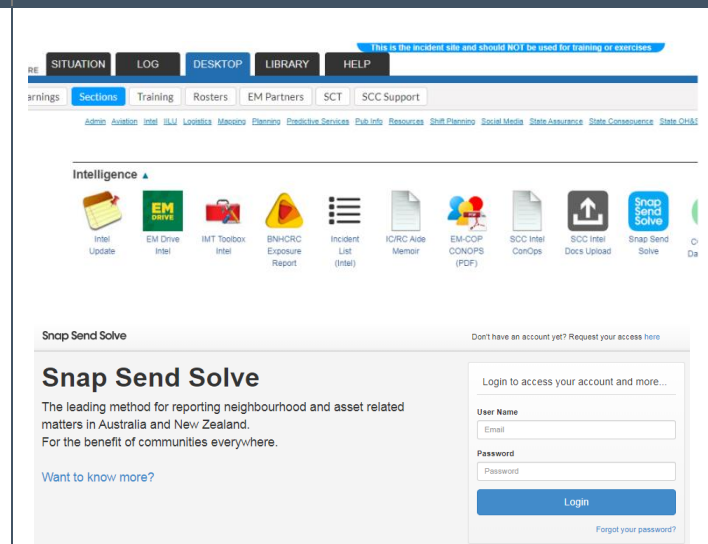 This is the incident site and should NOT be used for training or exercises
RE SITUATION LOG DESKTOP LIBRARY HELP
arnings Sections Training Rosters EM Partners SCT SCC Support
Admin Aviation Intel IILU Logistics Mapping Planning Predictive Services Pub Info Resources Shift Planning Social Media State Assurance State Consequence State OH&S
Intelligence ▲
EM DRIVE
Snap Send Solve
Intel Update
EM Drive Intel
IMT Toolbox Intel
BNHCRC Exposure Report
Incident List (Intel)
IC/RC Aide Memoir
EM-COP CONOPS (PDF)
SCC Intel ConOps
SCC Intel Docs Upload
Snap Send Solve
Snap Send Solve
Don't have an account yet? Request your access here
Snap Send Solve
The leading method for reporting neighbourhood and asset related
matters in Australia and New Zealand.
For the benefit of communities everywhere.
Want to know more?
Login to access your account and more...
User Name
Email
Password
Password
Login
Forgot your password?